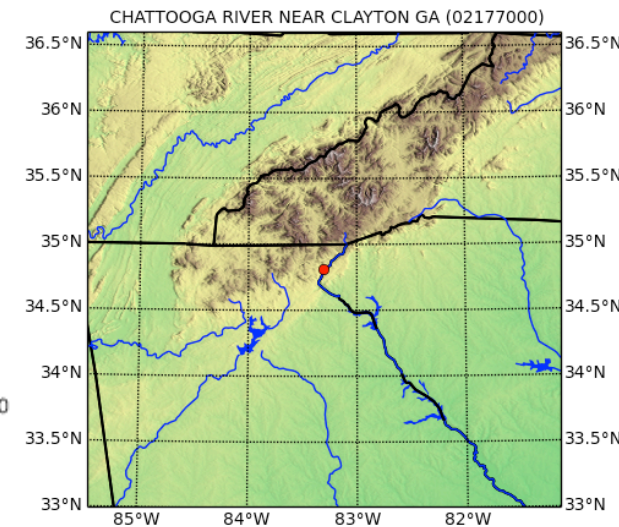 CHATTOOGA RIVER NEAR CLAYTON GA (02177000)
36.5°N 36.5°N
36°N 36°N
35.5°N 35.5°N
35°N 35°N
34.5°N 34.5°N
34°N 34°N
0
33.5°N 33.5°N
33°N 33°N
85°W 84°W 83°W 82°W